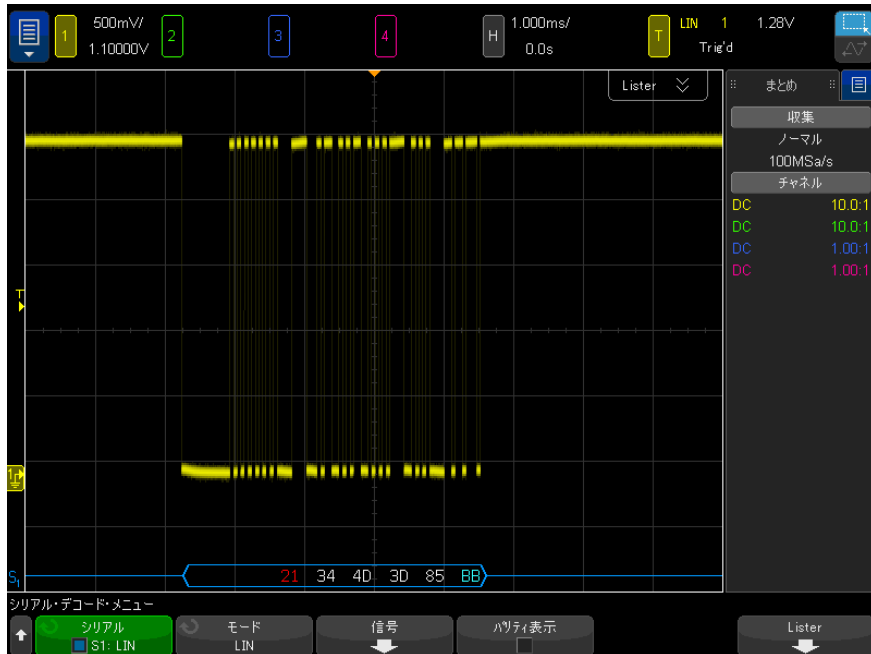 1 500mV/ 1.10000V 2 3 4 H 1.000ms/ 0.0s T LIN 1 1.28V Trig'd
Lister
まとめ
収集
ノーマル
100MSa/s
チャネル
DC 10.0:1
DC 10.0:1
DC 1.00:1
DC 1.00:1
T
1
S1 21 34 4D 3D 85 BB
シリアル・デコード・メニュー
シリアル モード 信号 パリティ表示 Lister
S1: LIN LIN